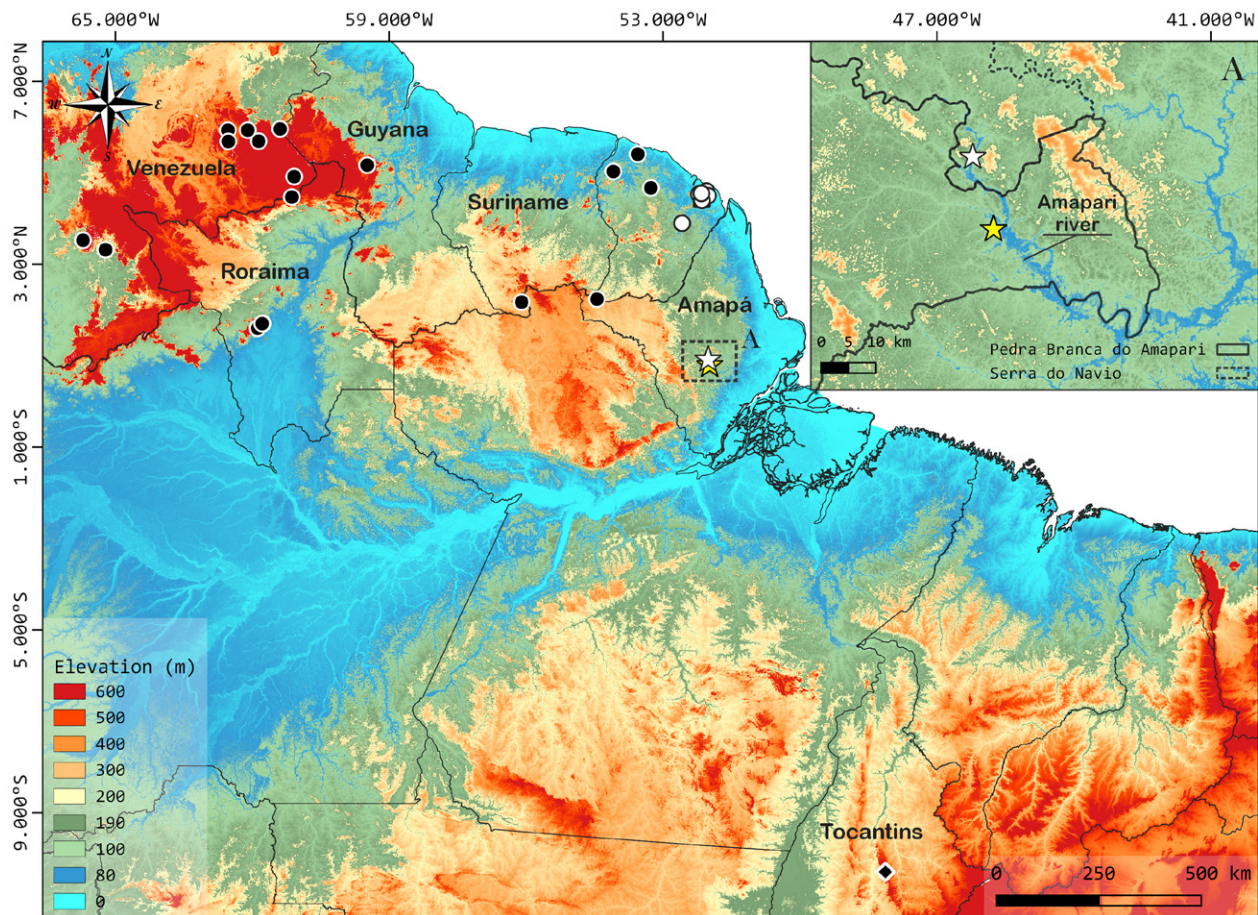 65.000°W 59.000°W 53.000°W 47.000°W 41.000°W
7.000°N
3.000°N
1.000°S
5.000°S
9.000°S
N
W
E
S
Guyana
Venezuela
Suriname
Roraima
Amapá
A
A
Amapari
river
0 5 10 km
Pedra Branca do Amapari
Serra do Navio
Elevation (m)
600
500
400
300
200
190
100
80
0
Tocantins
0 250 500 km